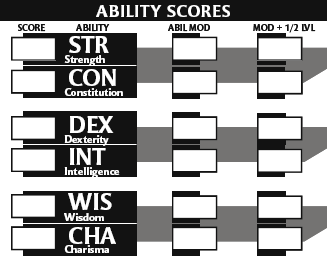 ABILITY SCORES
SCORE ABILITY ABIL MOD MOD + 1/2 LVL
STR
Strength
CON
Constitution
DEX
Dexterity
INT
Intelligence
WIS
Wisdom
CHA
Charisma